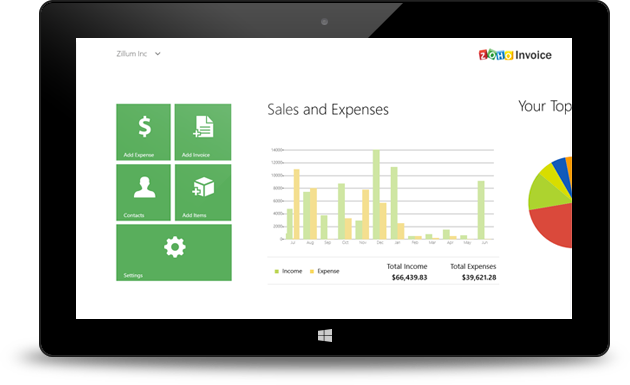 Zillum Inc
ZOHO Invoice
Add Expense
Add Invoice
Contacts
Add Items
Settings
Sales and Expenses
14000
12000
10000
8000
6000
4000
2000
0
Jul Aug Sep Oct Nov Dec Jan Feb Mar Apr May Jun
Income Expense
Total Income Total Expenses
$66,439.83 $39,621.28
Your Top